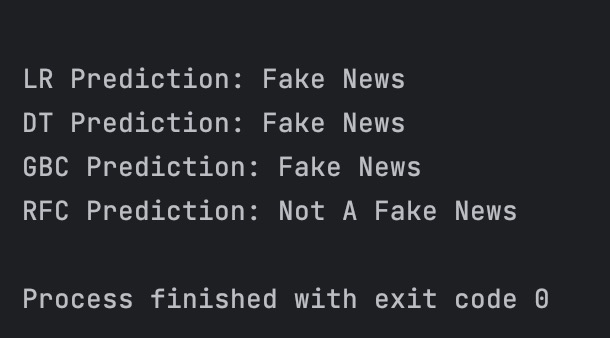 LR Prediction: Fake News
DT Prediction: Fake News
GBC Prediction: Fake News
RFC Prediction: Not A Fake News
Process finished with exit code 0